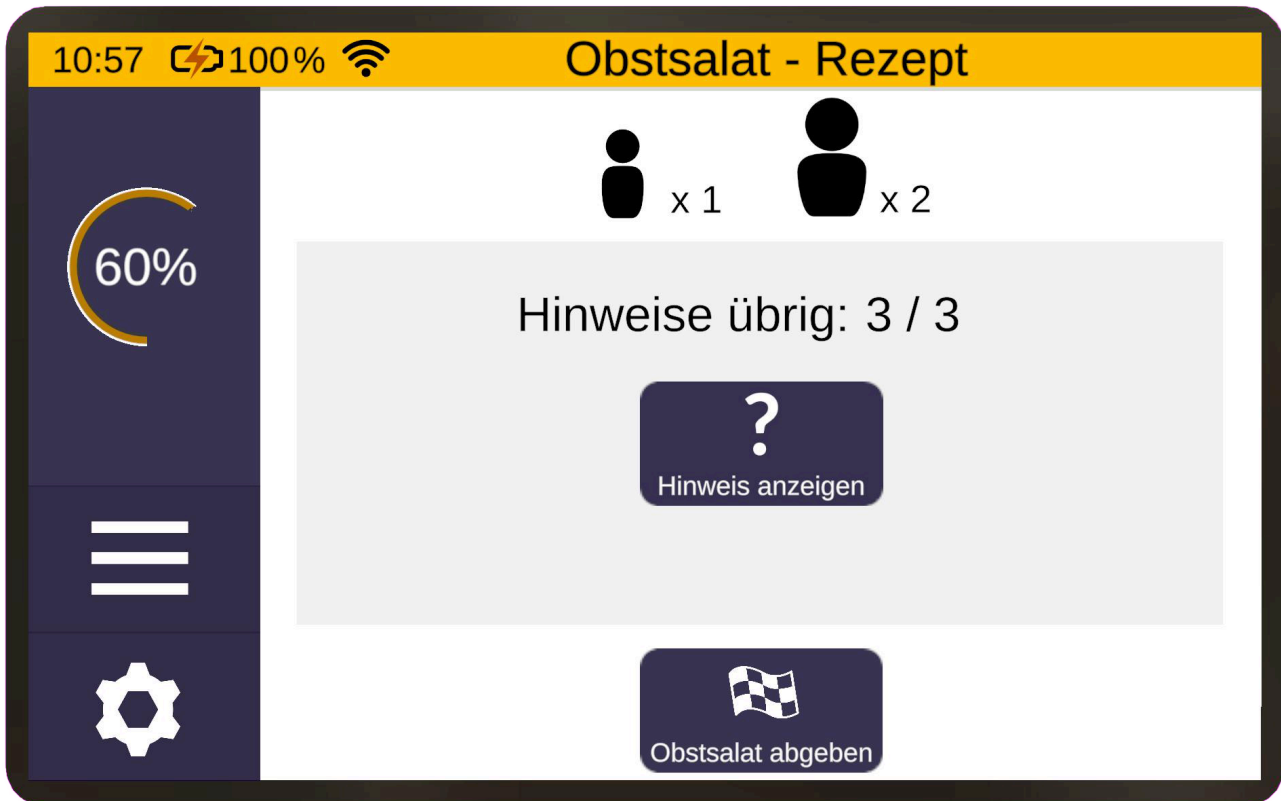 10:57 100% Obstsalat - Rezept
x 1 x 2
60%
Hinweise übrig: 3 / 3
?
Hinweis anzeigen
Obstsalat abgeben